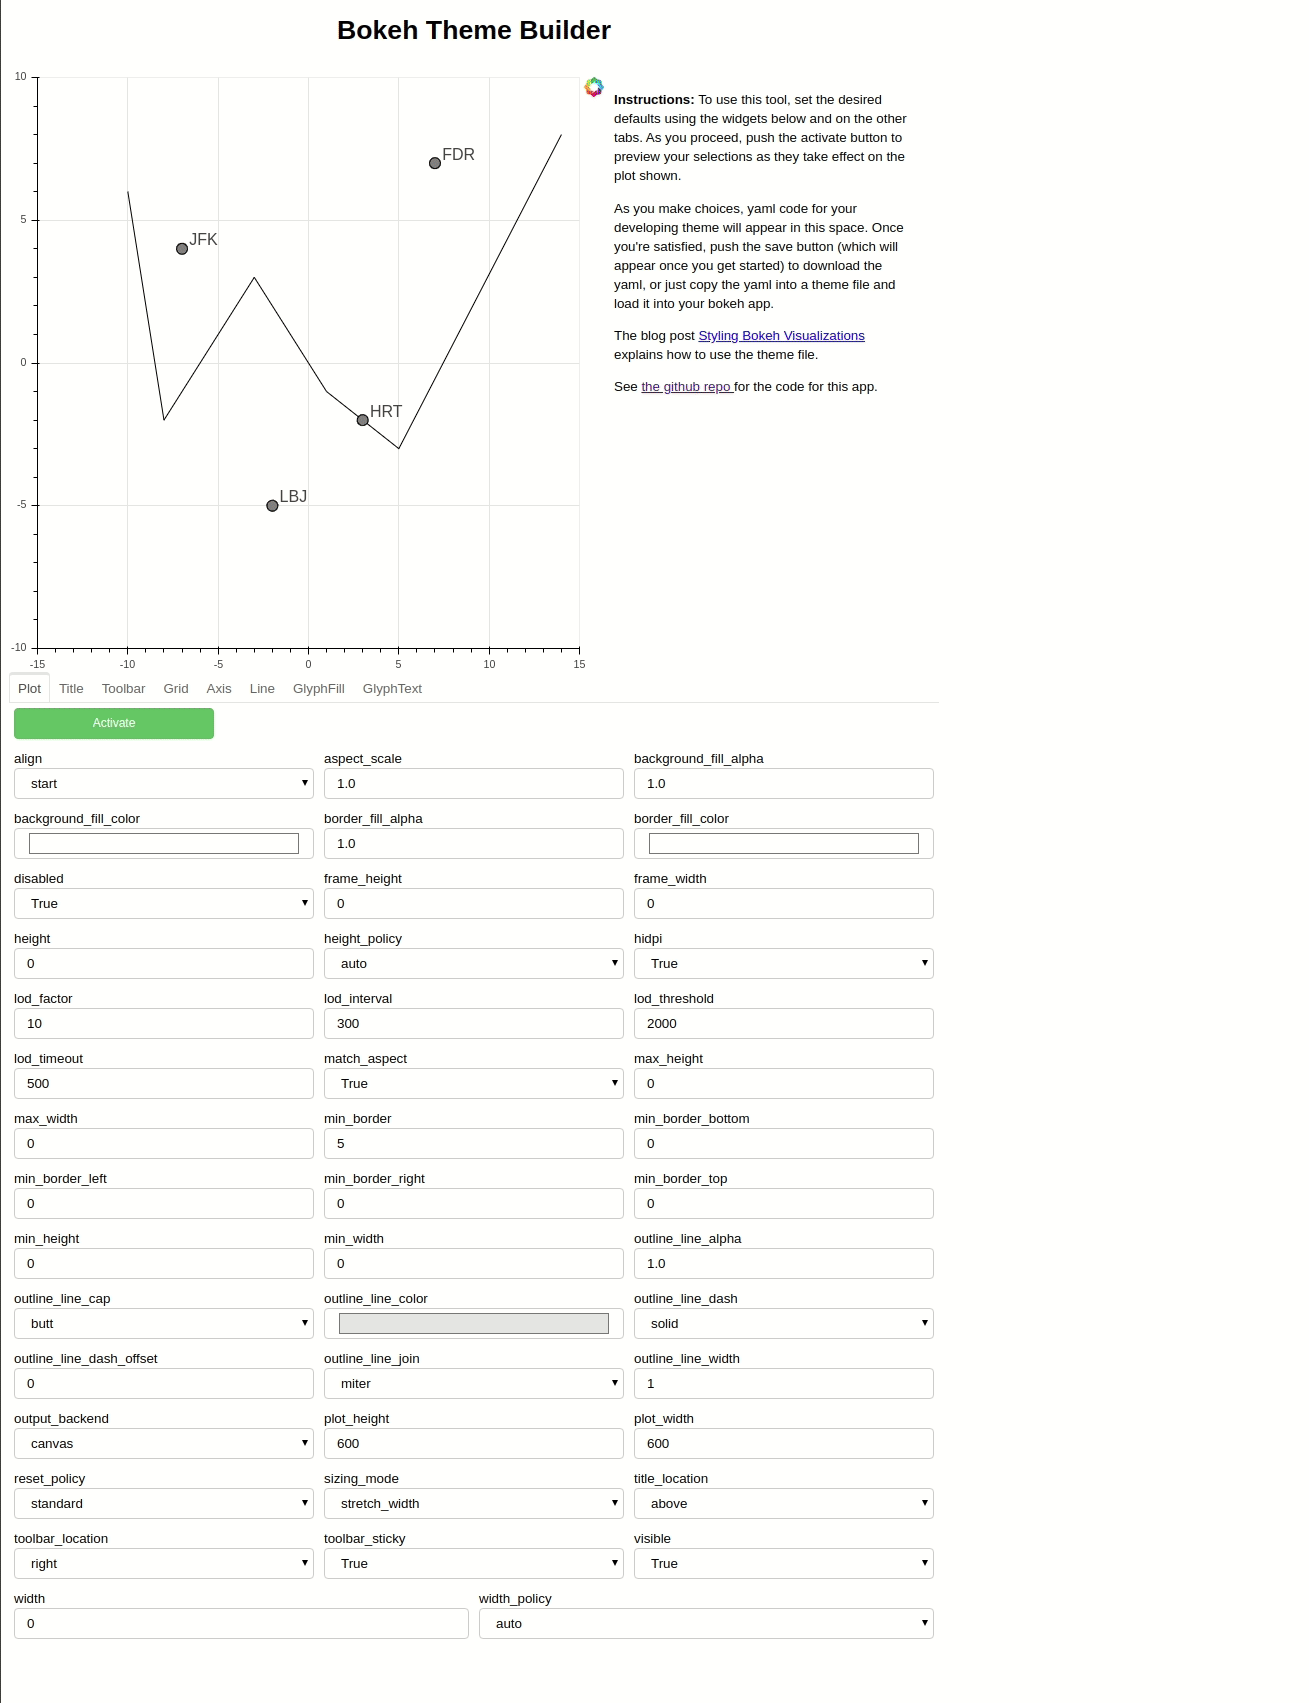 Bokeh Theme Builder
10
5
0
-5
-10
-15
-10
-5
0
5
10
15
FDR
JFK
HRT
LBJ
Instructions: To use this tool, set the desired
defaults using the widgets below and on the other
tabs. As you proceed, push the activate button to
preview your selections as they take effect on the
plot shown.
As you make choices, yaml code for your
developing theme will appear in this space. Once
you're satisfied, push the save button (which will
appear once you get started) to download the
yaml, or just copy the yaml into a theme file and
load it into your bokeh app.
The blog post Styling Bokeh Visualizations
explains how to use the theme file.
See the github repo for the code for this app.
Plot Title Toolbar Grid Axis Line GlyphFill GlyphText
Activate
align aspect_scale background_fill_alpha
start 1.0 1.0
background_fill_color border_fill_alpha border_fill_color
1.0
disabled frame_height frame_width
True 0 0
height height_policy hidpi
0 auto True
lod_factor lod_interval lod_threshold
10 300 2000
lod_timeout match_aspect max_height
500 True 0
max_width min_border min_border_bottom
0 5 0
min_border_left min_border_right min_border_top
0 0 0
min_height min_width outline_line_alpha
0 0 1.0
outline_line_cap outline_line_color outline_line_dash
butt solid
outline_line_dash_offset outline_line_join outline_line_width
0 miter 1
output_backend plot_height plot_width
canvas 600 600
reset_policy sizing_mode title_location
standard stretch_width above
toolbar_location toolbar_sticky visible
right True True
width width_policy
0 auto